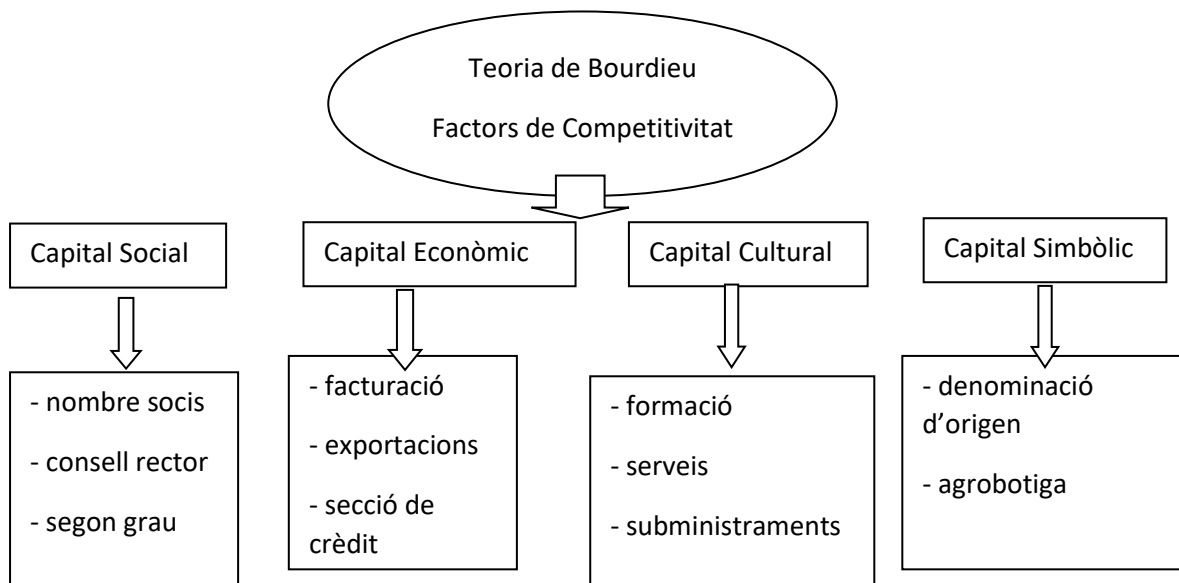 Teoria de Bourdieu
Factors de Competitivitat
Capital Social
Capital Econòmic
Capital Cultural
Capital Simbòlic
- nombre socis
- consell rector
- segon grau
- facturació
- exportacions
- secció de
crèdit
- formació
- serveis
- subministraments
- denominació
d’origen
- agrobotiga